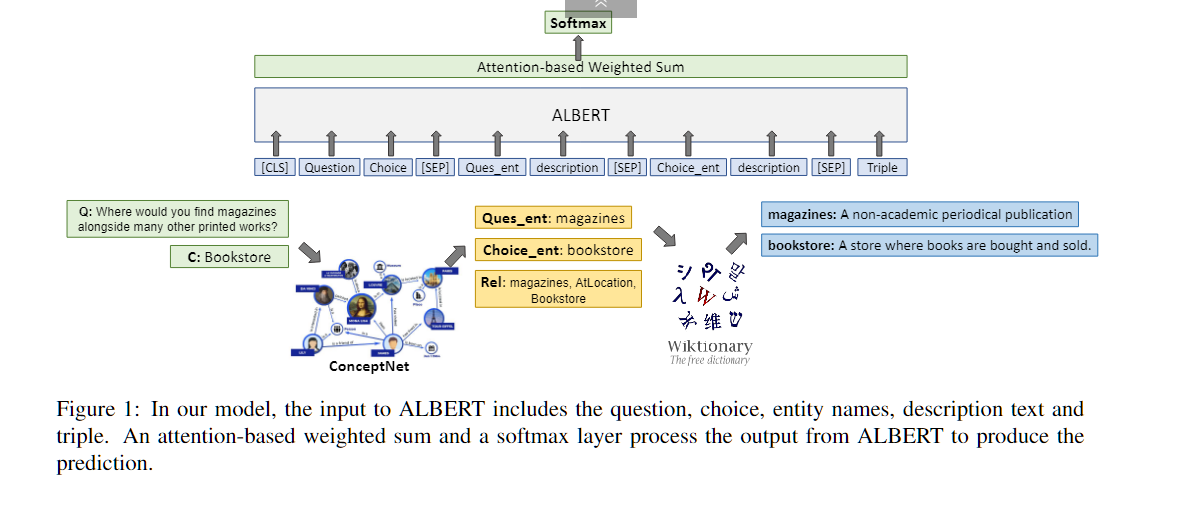 Softmax
Attention-based Weighted Sum
ALBERT
[CLS] Question Choice [SEP] Ques_ent description [SEP] Choice_ent description [SEP] Triple
Q: Where would you find magazines
alongside many other printed works?
C: Bookstore
ConceptNet
Ques_ent: magazines
Choice_ent: bookstore
Rel: magazines, AtLocation,
Bookstore
シ
제
λ
W
ش
维
ש
Wiktionary
The free dictionary
magazines: A non-academic periodical publication
bookstore: A store where books are bought and sold.
Figure 1: In our model, the input to ALBERT includes the question, choice, entity names, description text and
triple. An attention-based weighted sum and a softmax layer process the output from ALBERT to produce the
prediction.